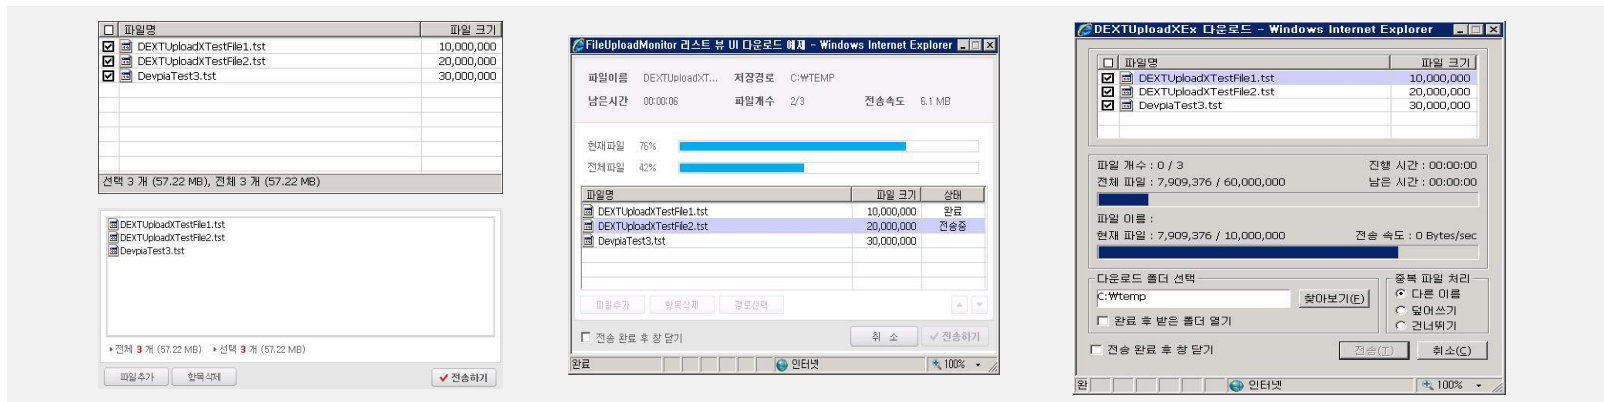 파일명 파일 크기
DEXTUploadXTestFile1.tst 10,000,000
DEXTUploadXTestFile2.tst 20,000,000
DevpiaTest3.tst 30,000,000
선택 3 개 (57.22 MB), 전체 3 개 (57.22 MB)
DEXTUploadXTestFile1.tst
DEXTUploadXTestFile2.tst
DevpiaTest3.tst
전체 3 개 (57.22 MB) 선택 3 개 (57.22 MB)
파일추가 항목삭제 전송하기
FileUploadMonitor 리스트 뷰 UI 다운로드 예제 - Windows Internet Explorer
파일이름 DEXTUploadXT... 저장경로 C:\TEMP
남은시간 00:00:06 파일개수 2/3 전송속도 6.1 MB
현재파일 76%
전체파일 42%
파일명 파일 크기 상태
DEXTUploadXTestFile1.tst 10,000,000 완료
DEXTUploadXTestFile2.tst 20,000,000 전송중
DevpiaTest3.tst 30,000,000
파일추가 항목삭제 경로선택
전송 완료 후 창 닫기 취 소 전송하기
완료 인터넷 100%
DEXTUploadXEx 다운로드 - Windows Internet Explorer
파일명 파일 크기
DEXTUploadXTestFile1.tst 10,000,000
DEXTUploadXTestFile2.tst 20,000,000
DevpiaTest3.tst 30,000,000
파일 개수 : 0 / 3 진행 시간 : 00:00:00
전체 파일 : 7,909,376 / 60,000,000 남은 시간 : 00:00:00
파일 이름 :
현재 파일 : 7,909,376 / 10,000,000 전송 속도 : 0 Bytes/sec
다운로드 폴더 선택 중복 파일 처리
C:\temp 찾아보기(F) 다른 이름
덮어쓰기
완료 후 받은 폴더 열기 건너뛰기
전송 완료 후 창 닫기 전송(T) 취소(C)
완 인터넷 100%